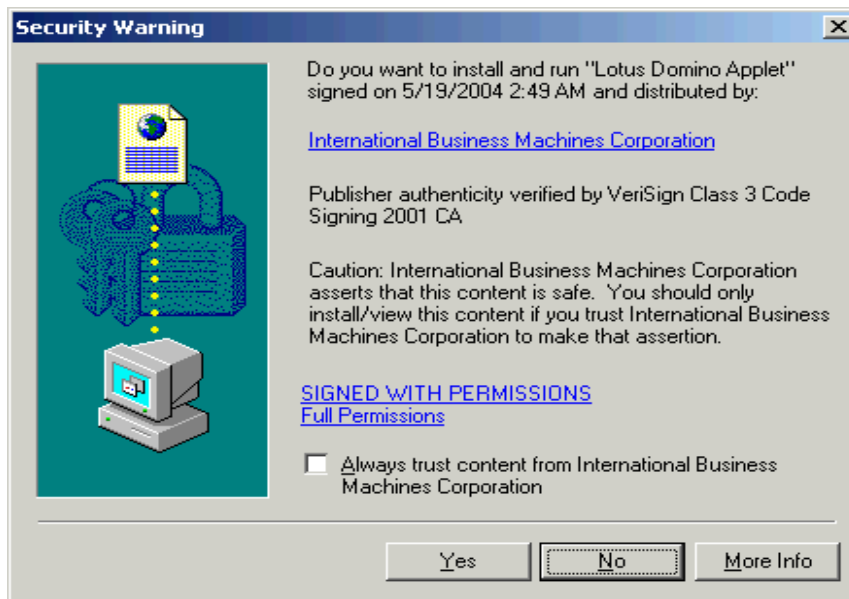 Security Warning
Do you want to install and run "Lotus Domino Applet"
signed on 5/19/2004 2:49 AM and distributed by:
International Business Machines Corporation
Publisher authenticity verified by VeriSign Class 3 Code
Signing 2001 CA
Caution: International Business Machines Corporation
asserts that this content is safe.  You should only
install/view this content if you trust International Business
Machines Corporation to make that assertion.
SIGNED WITH PERMISSIONS
Full Permissions
Always trust content from International Business
Machines Corporation
Yes No More Info